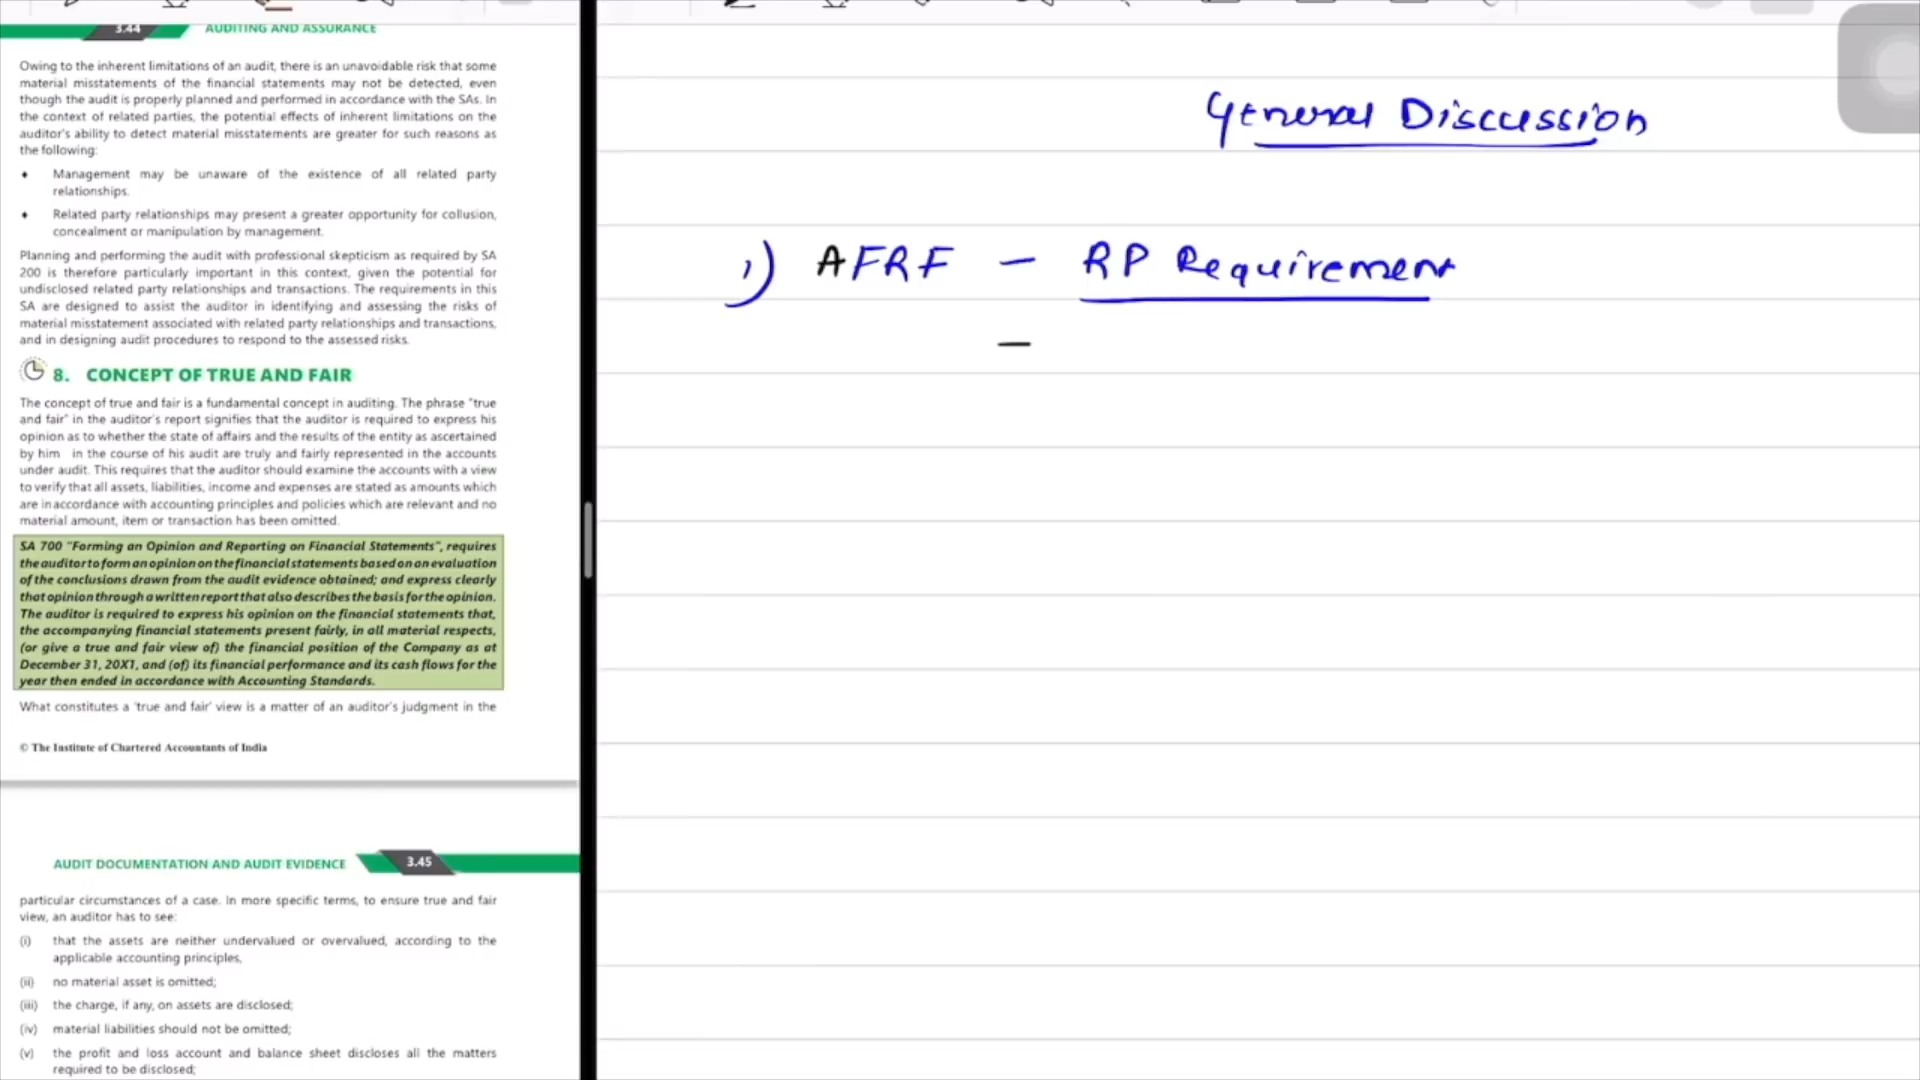 3.44 AUDITING AND ASSURANCE
Owing to the inherent limitations of an audit, there is an unavoidable risk that some
material misstatements of the financial statements may not be detected, even
though the audit is properly planned and performed in accordance with the SAs. In
the context of related parties, the potential effects of inherent limitations on the
auditor's ability to detect material misstatements are greater for such reasons as
the following:
♦ Management may be unaware of the existence of all related party
relationships.
♦ Related party relationships may present a greater opportunity for collusion,
concealment or manipulation by management.
Planning and performing the audit with professional skepticism as required by SA
200 is therefore particularly important in this context, given the potential for
undisclosed related party relationships and transactions. The requirements in this
SA are designed to assist the auditor in identifying and assessing the risks of
material misstatement associated with related party relationships and transactions,
and in designing audit procedures to respond to the assessed risks.
8. CONCEPT OF TRUE AND FAIR
The concept of true and fair is a fundamental concept in auditing. The phrase "true
and fair" in the auditor's report signifies that the auditor is required to express his
opinion as to whether the state of affairs and the results of the entity as ascertained
by him in the course of his audit are truly and fairly represented in the accounts
under audit. This requires that the auditor should examine the accounts with a view
to verify that all assets, liabilities, income and expenses are stated as amounts which
are inaccordance with accounting principles and policies which are relevant and no
material amount, item or transaction has been omitted.
SA 700 "Forming an Opinion and Reporting on Financial Statements", requires
the auditor to form an opinion on the financial statements based on an evaluation
of the conclusions drawn from the audit evidence obtained; and express clearly
that opinion through a written report that also describes the basis for the opinion.
The auditor is required to express his opinion on the financial statements that,
the accompanying financial statements present fairly, in all material respects,
(or give a true and fair view of) the financial position of the Company as at
December 31, 20X1, and (of) its financial performance and its cash flows for the
year then ended in accordance with Accounting Standards.
What constitutes a 'true and fair' view is a matter of an auditor's judgment in the
© The Institute of Chartered Accountants of India
AUDIT DOCUMENTATION AND AUDIT EVIDENCE 3.45
particular circumstances of a case. In more specific terms, to ensure true and fair
view, an auditor has to see:
(i) that the assets are neither undervalued or overvalued, according to the
applicable accounting principles,
(ii) no material asset is omitted;
(iii) the charge, if any, on assets are disclosed;
(iv) material liabilities should not be omitted;
(v) the profit and loss account and balance sheet discloses all the matters
required to be disclosed;
General Discussion
1) AFRF - RP Requirement
-